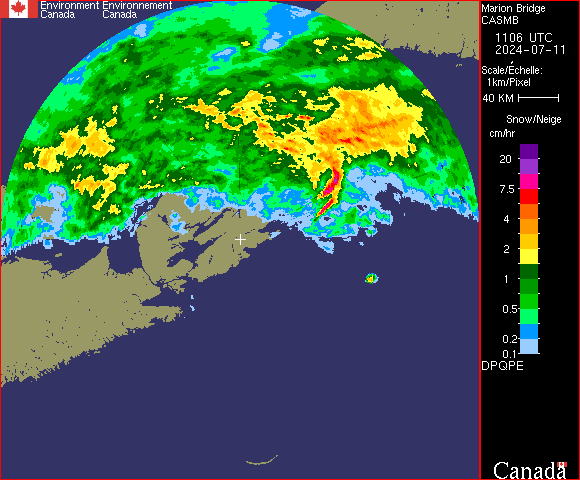 Environment Environnement
Canada Canada
Marion Bridge
CASMB
1106 UTC
2024-07-11
Scale/Echelle:
1km/Pixel
40 KM
Snow/Neige
cm/hr
20
7.5
4
2
1
0.5
0.2
0.1
DPQPE
Canada